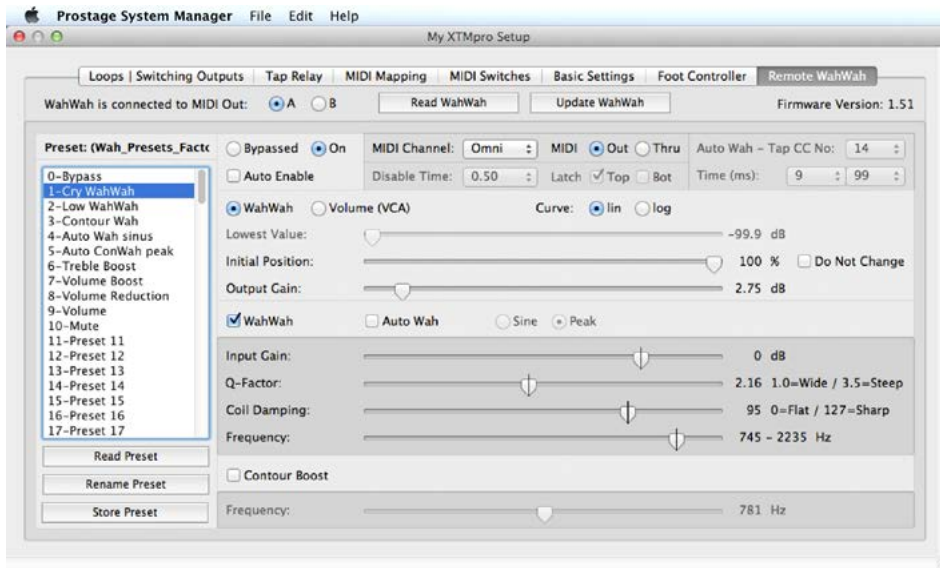 Prostage System Manager File Edit Help
My XTMpro Setup
Loops | Switching Outputs Tap Relay MIDI Mapping MIDI Switches Basic Settings Foot Controller Remote WahWah
WahWah is connected to MIDI Out: A B Read WahWah Update WahWah Firmware Version: 1.51
Preset: (Wah_Presets_Facto Bypassed On MIDI Channel: Omni MIDI Out Thru Auto Wah – Tap CC No: 14
Auto Enable Disable Time: 0.50 Latch Top Bot Time (ms): 9 99
0-Bypass
1-Cry WahWah
2-Low WahWah
3-Contour Wah
4-Auto Wah sinus
5-Auto ConWah peak
6-Treble Boost
7-Volume Boost
8-Volume Reduction
9-Volume
10-Mute
11-Preset 11
12-Preset 12
13-Preset 13
14-Preset 14
15-Preset 15
16-Preset 16
17-Preset 17
Read Preset
Rename Preset
Store Preset
WahWah Volume (VCA) Curve: lin log
Lowest Value: -99.9 dB
Initial Position: 100 % Do Not Change
Output Gain: 2.75 dB
WahWah Auto Wah Sine Peak
Input Gain: 0 dB
Q-Factor: 2.16 1.0=Wide / 3.5=Steep
Coil Damping: 95 0=Flat / 127=Sharp
Frequency: 745 – 2235 Hz
Contour Boost
Frequency: 781 Hz